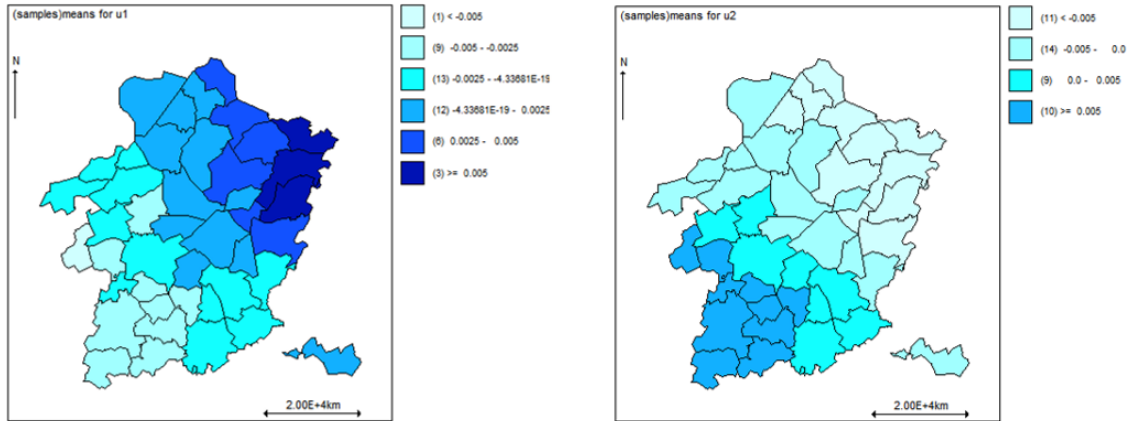 (samples)means for u1
(1) < -0.005
(9) -0.005 - -0.0025
(13) -0.0025 - -4.33681E-19
(12) -4.33681E-19 - 0.0025
(6) 0.0025 - 0.005
(3) >= 0.005
N
2.00E+4km
(samples)means for u2
(11) < -0.005
(14) -0.005 - 0.0
(9) 0.0 - 0.005
(10) >= 0.005
N
2.00E+4km